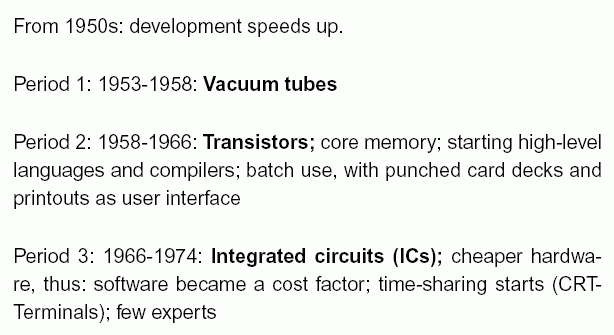 From 1950s: development speeds up.
Period 1: 1953-1958: Vacuum tubes
Period 2: 1958-1966: Transistors; core memory; starting high-level
languages and compilers; batch use, with punched card decks and
printouts as user interface
Period 3: 1966-1974: Integrated circuits (ICs); cheaper hardwa-
re, thus: software became a cost factor; time-sharing starts (CRT-
Terminals); few experts